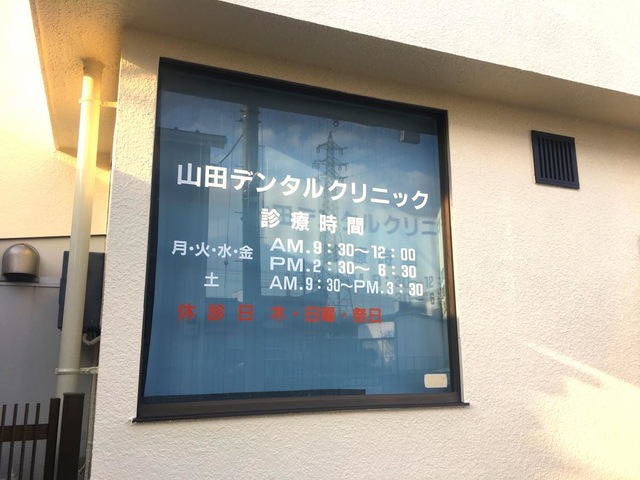 山田デンタルクリニック
診療時間
月・火・水・金 AM.9:30〜12:00
PM.2:30〜6:30
土 AM.9:30〜PM.3:30
休診日 木・日曜・祭日